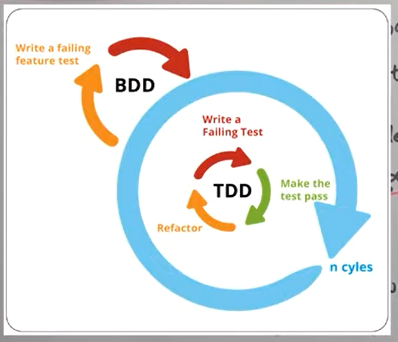 Write a failing
feature test
BDD
Write a
Failing Test
TDD
Make the
test pass
Refactor
n cyles